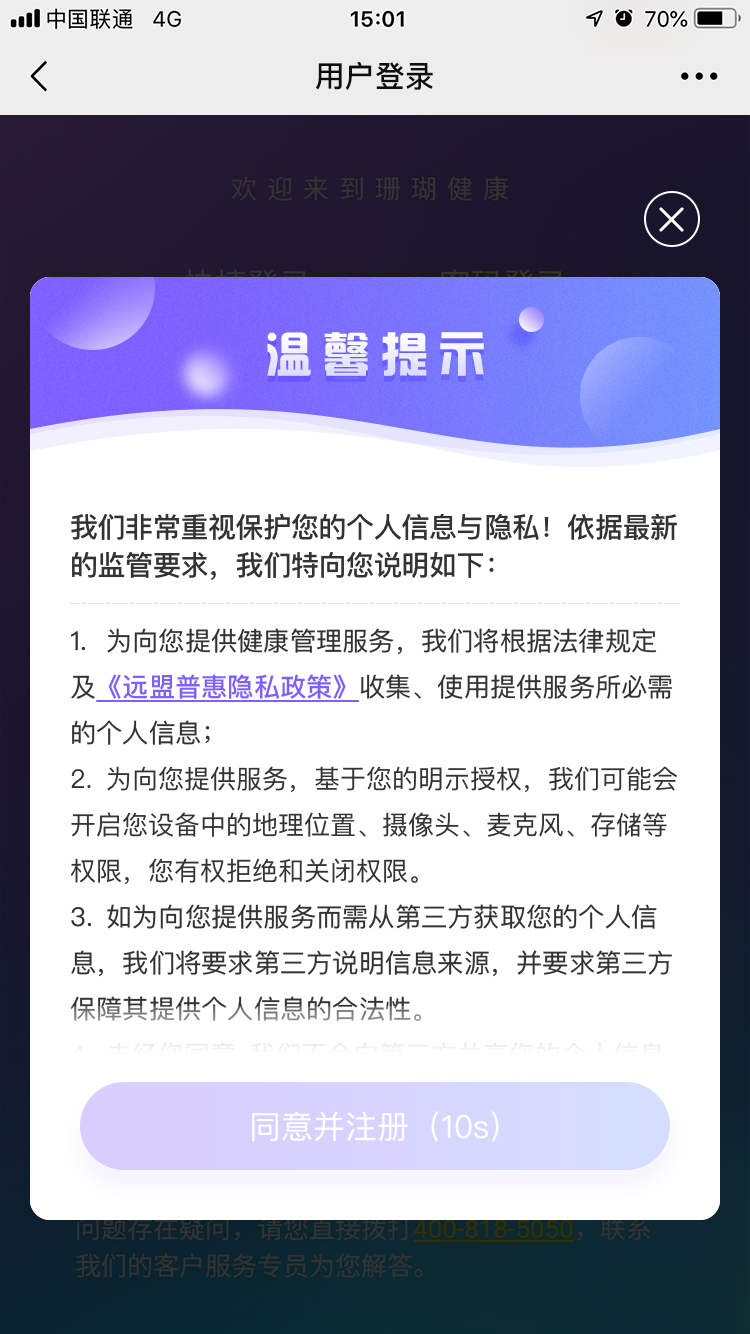 中国联通 4G 15:01 70%
用户登录
欢迎来到珊瑚健康
温馨提示
我们非常重视保护您的个人信息与隐私！依据最新
的监管要求，我们特向您说明如下：
1. 为向您提供健康管理服务，我们将根据法律规定
及《远盟普惠隐私政策》收集、使用提供服务所必需
的个人信息；
2. 为向您提供服务，基于您的明示授权，我们可能会
开启您设备中的地理位置、摄像头、麦克风、存储等
权限，您有权拒绝和关闭权限。
3. 如为向您提供服务而需从第三方获取您的个人信
息，我们将要求第三方说明信息来源，并要求第三方
保障其提供个人信息的合法性。
同意并注册（10s）
问题存在疑问，请您直接拨打400-818-5050，联系
我们的客户服务专员为您解答。